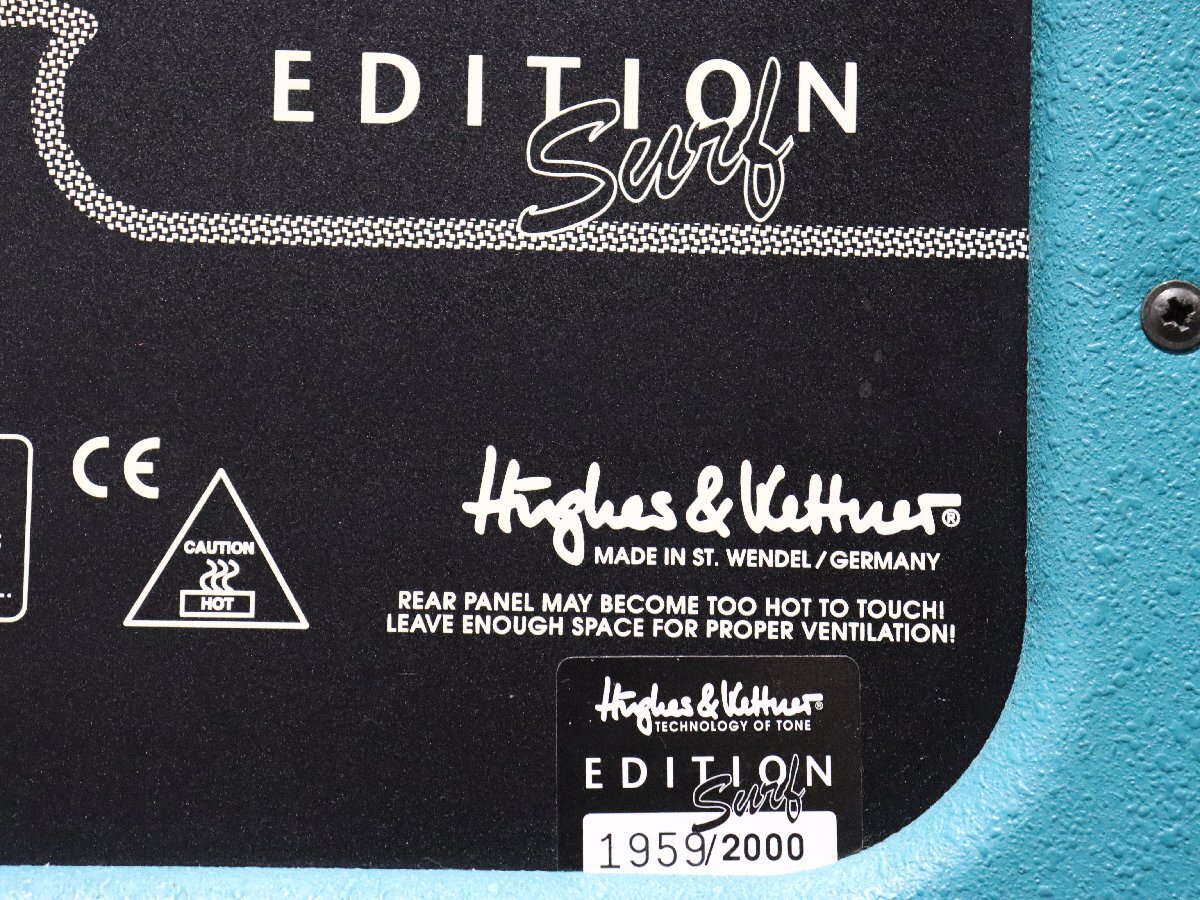 EDITION
Surf
CE
CAUTION
HOT
Hughes & Kettner®
MADE IN ST. WENDEL/GERMANY
REAR PANEL MAY BECOME TOO HOT TO TOUCH!
LEAVE ENOUGH SPACE FOR PROPER VENTILATION!
Hughes & Kettner®
TECHNOLOGY OF TONE
EDITION
Surf
1959/2000